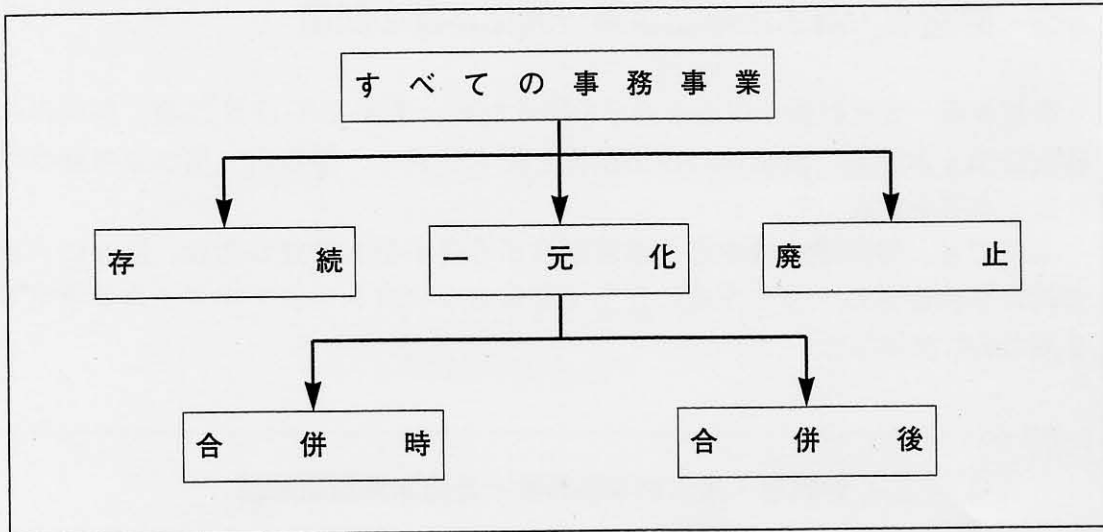 すべての事務事業
存続
一元化
廃止
合併時
合併後